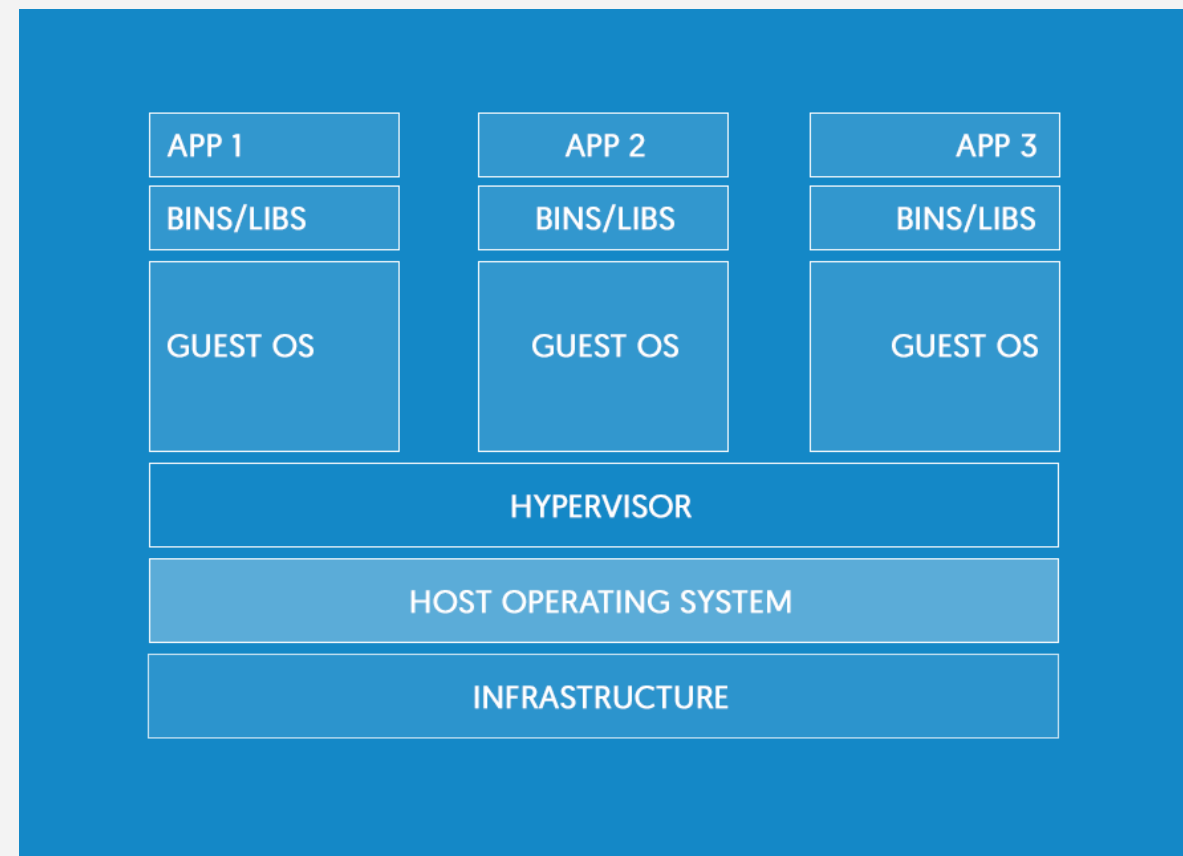 APP 1
APP 2
APP 3
BINS/LIBS
BINS/LIBS
BINS/LIBS
GUEST OS
GUEST OS
GUEST OS
HYPERVISOR
HOST OPERATING SYSTEM
INFRASTRUCTURE